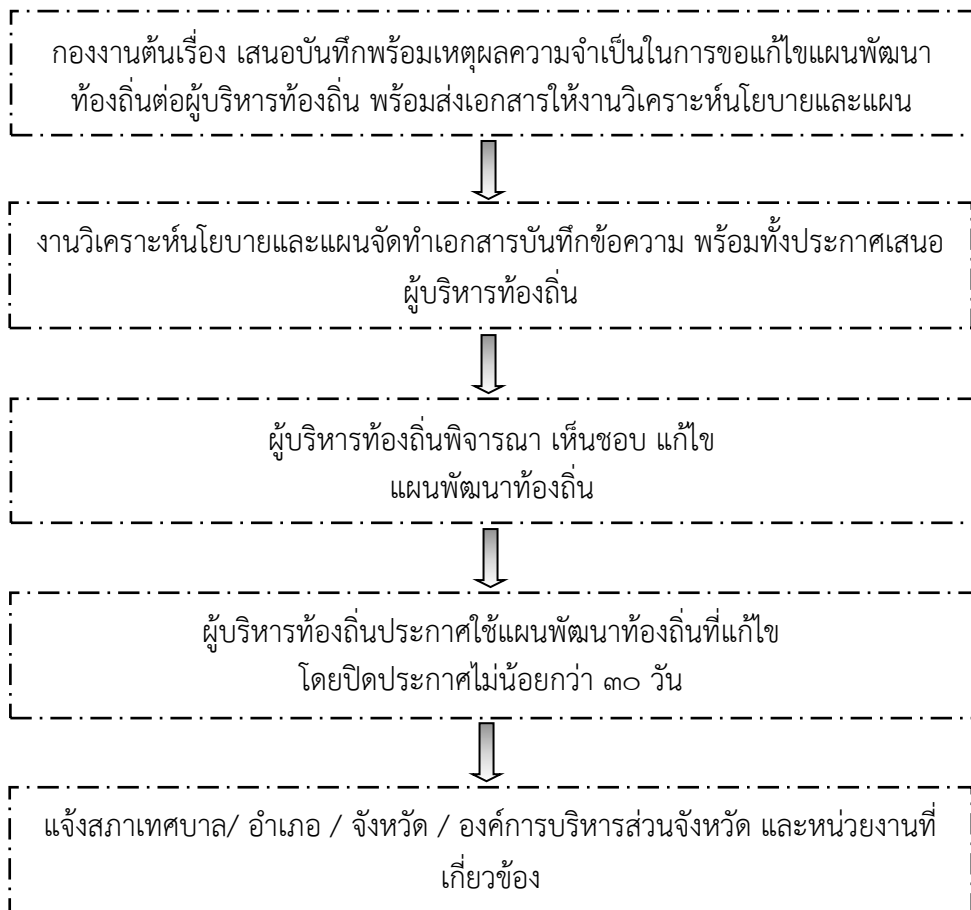 กองงานต้นเรื่อง เสนอบันทึกพร้อมเหตุผลความจำเป็นในการขอแก้ไขแผนพัฒนา
ท้องถิ่นต่อผู้บริหารท้องถิ่น พร้อมส่งเอกสารให้งานวิเคราะห์นโยบายและแผน
งานวิเคราะห์นโยบายและแผนจัดทำเอกสารบันทึกข้อความ พร้อมทั้งประกาศเสนอ
ผู้บริหารท้องถิ่น
ผู้บริหารท้องถิ่นพิจารณา เห็นชอบ แก้ไข
แผนพัฒนาท้องถิ่น
ผู้บริหารท้องถิ่นประกาศใช้แผนพัฒนาท้องถิ่นที่แก้ไข
โดยปิดประกาศไม่น้อยกว่า ๓๐ วัน
แจ้งสภาเทศบาล/ อำเภอ / จังหวัด / องค์การบริหารส่วนจังหวัด และหน่วยงานที่
เกี่ยวข้อง